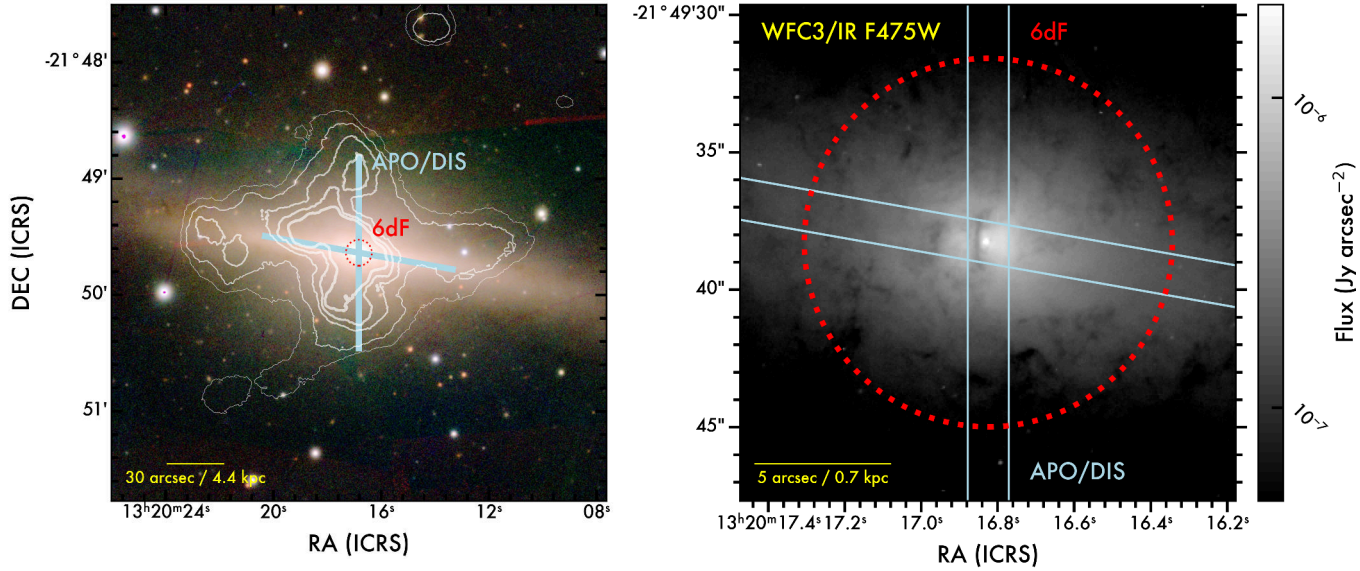 -21°48'
49'
50'
51'
DEC (ICRS)
APO/DIS
6dF
30 arcsec / 4.4 kpc
13ʰ20ᵐ24ˢ
20ˢ
16ˢ
12ˢ
08ˢ
RA (ICRS)
-21°49'30"
35"
40"
45"
WFC3/IR F475W
6dF
5 arcsec / 0.7 kpc
APO/DIS
13ʰ20ᵐ17.4ˢ
17.2ˢ
17.0ˢ
16.8ˢ
16.6ˢ
16.4ˢ
16.2ˢ
RA (ICRS)
10⁻⁶
10⁻⁷
Flux (Jy arcsec⁻²)